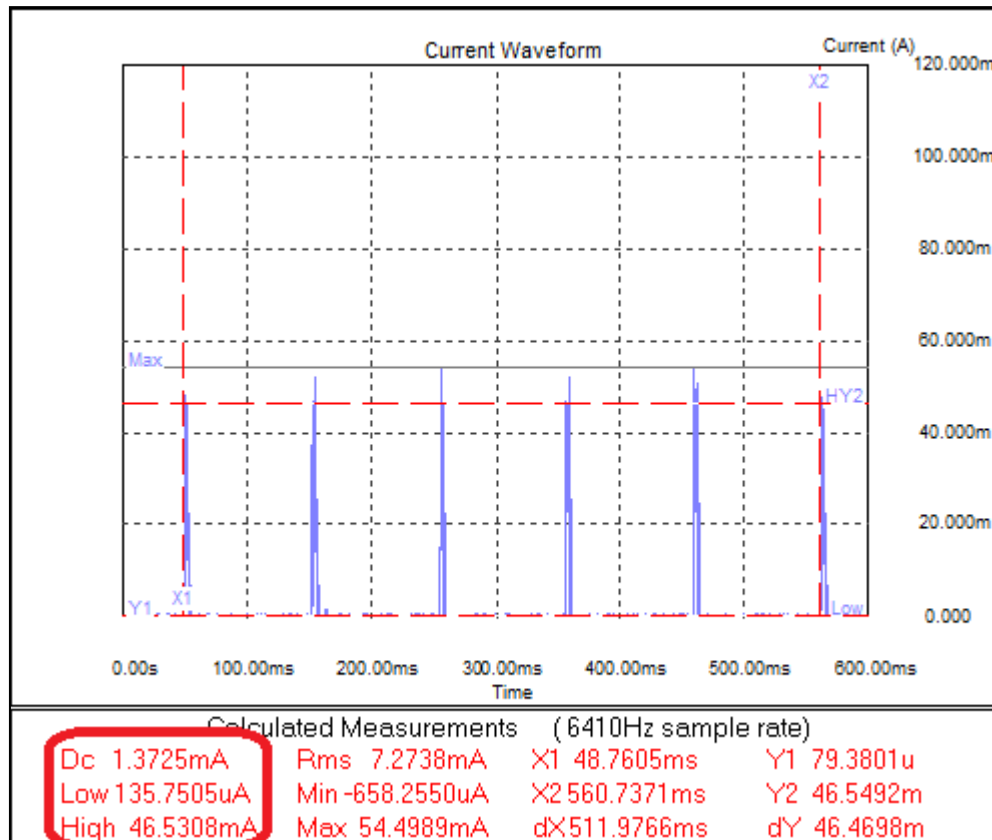 Current Waveform
Current (A)
120.000m
X2
100.000m
80.000m
60.000m
Max
HY2
40.000m
20.000m
Y1
X1
Low
0.000
0.00s 100.00ms 200.00ms 300.00ms 400.00ms 500.00ms 600.00ms
Time
Calculated Measurements (6410Hz sample rate)
Dc 1.3725mA Rms 7.2738mA X1 48.7605ms Y1 79.3801u
Low 135.7505uA Min -658.2550uA X2 560.7371ms Y2 46.5492m
High 46.5308mA Max 54.4989mA dX 511.9766ms dY 46.4698m